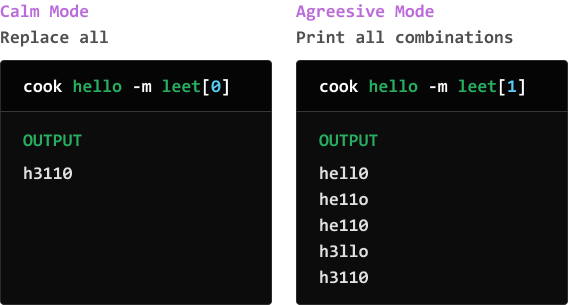 Calm Mode
Replace all
cook hello -m leet[0]
OUTPUT
h3110
Agreesive Mode
Print all combinations
cook hello -m leet[1]
OUTPUT
hell0
he11o
he110
h3llo
h3110